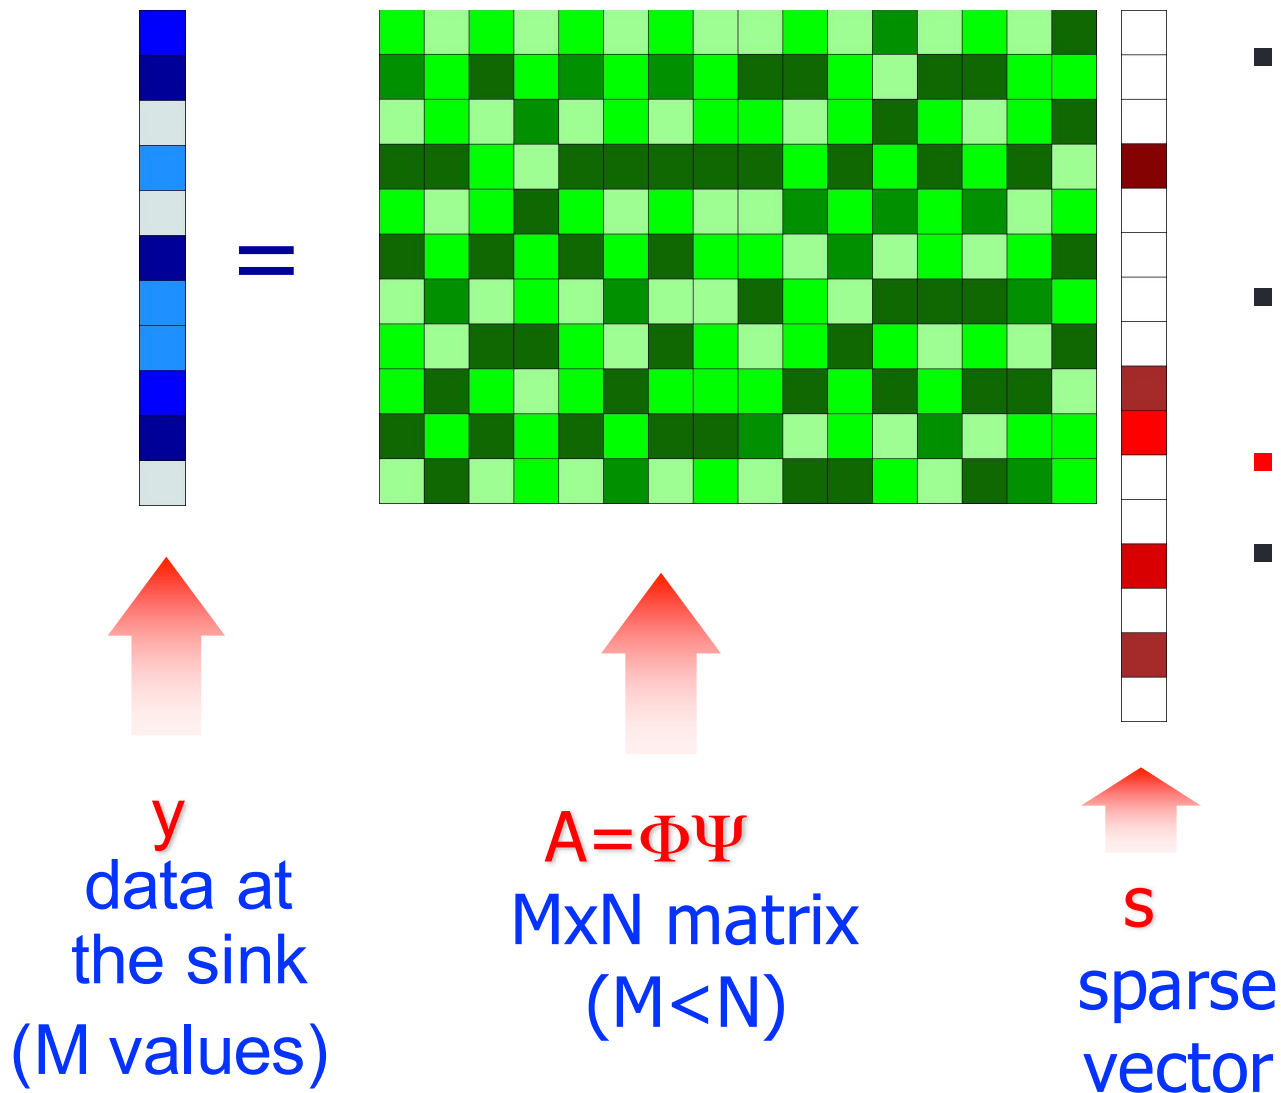 =
y
data at
the sink
(M values)
A=ΦΨ
MxN matrix
(M<N)
s
sparse
vector